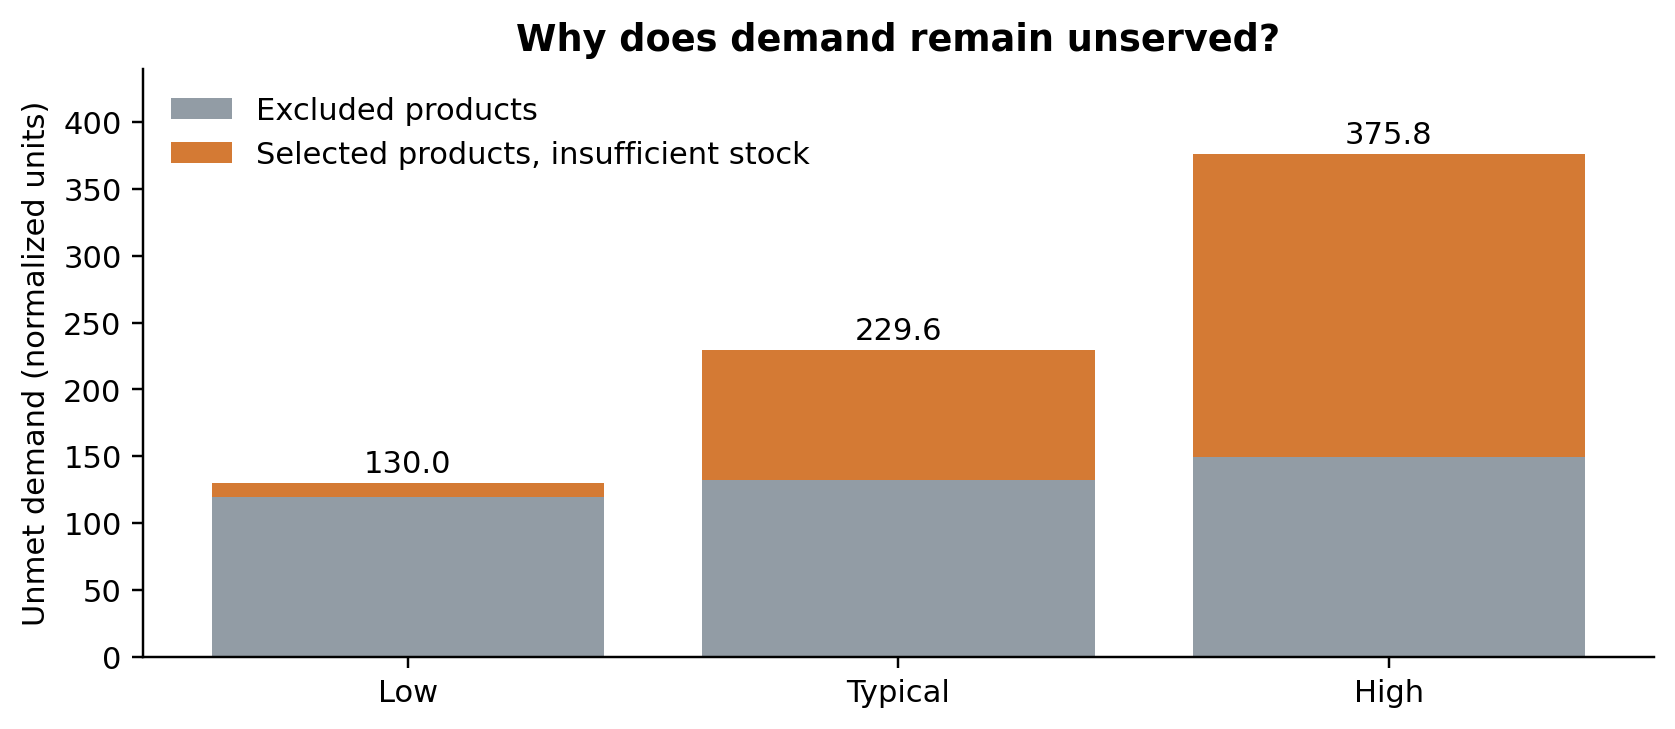 Why does demand remain unserved?
Unmet demand (normalized units)
400
350
300
250
200
150
100
50
0
Excluded products
Selected products, insufficient stock
130.0
229.6
375.8
Low
Typical
High